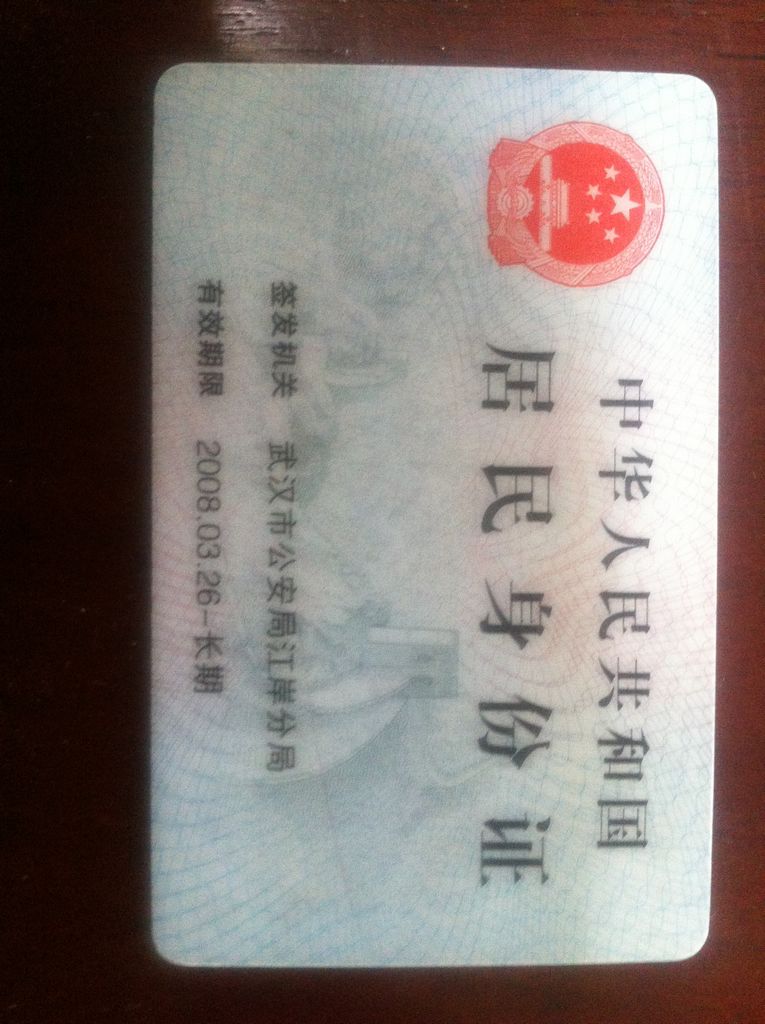 中华人民共和国
居民身份证
签发机关 武汉市公安局江岸分局
有效期限 2008.03.26-长期